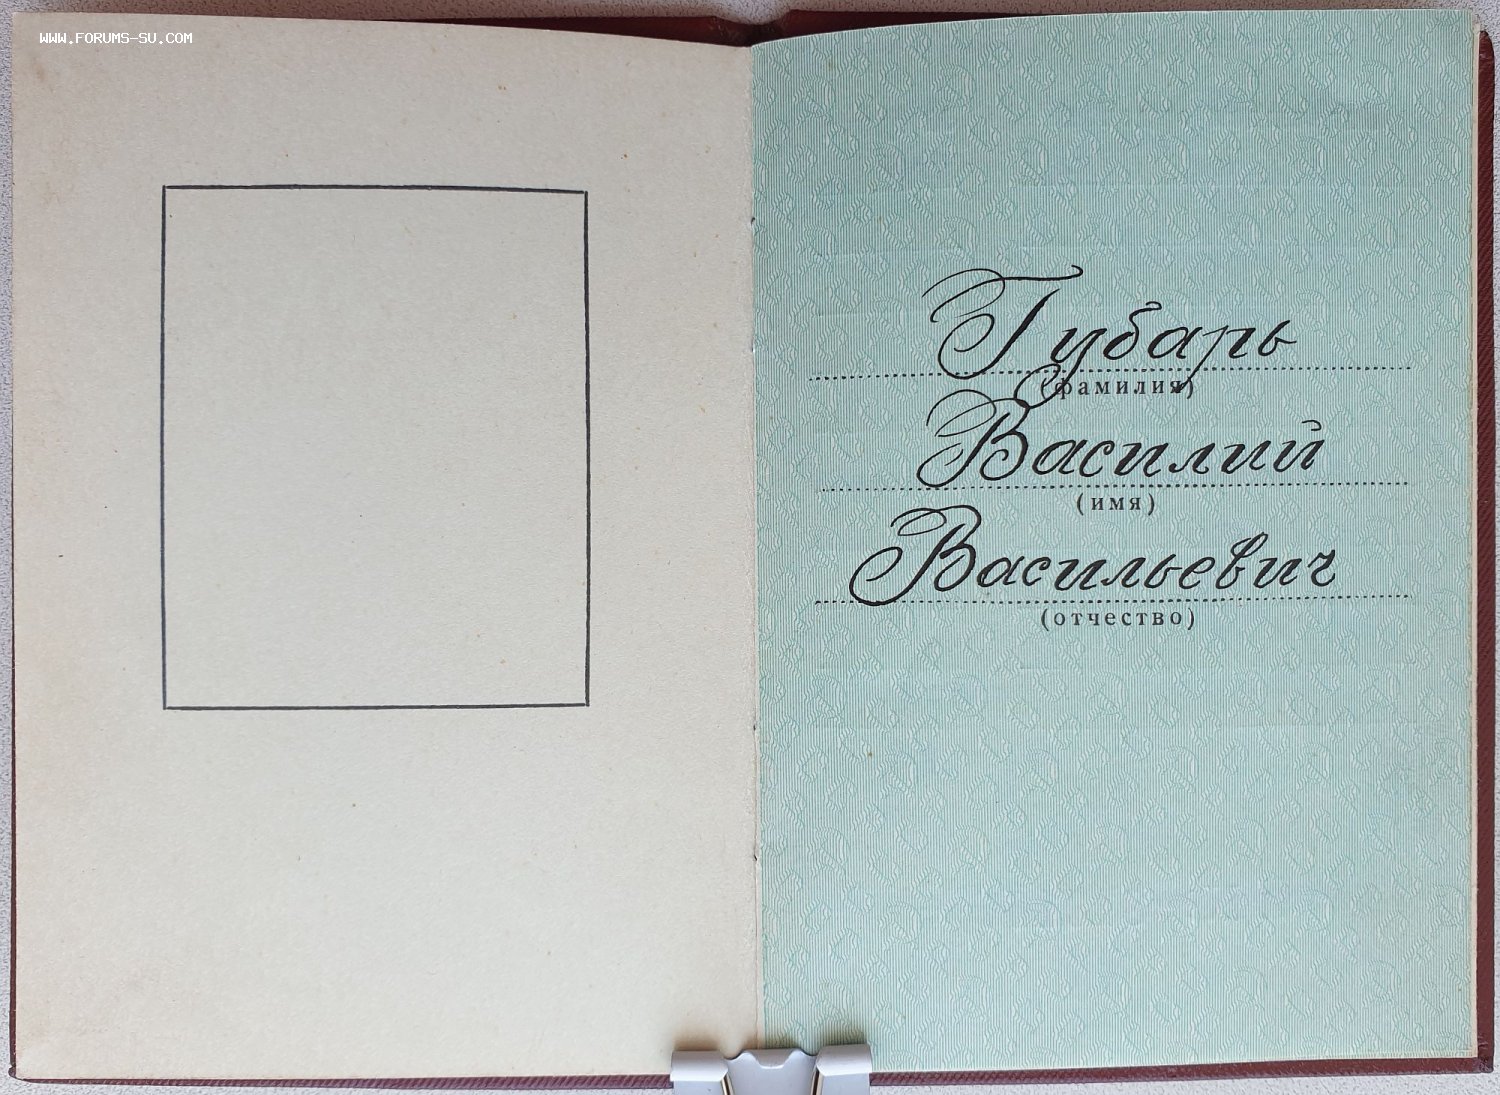 WWW.FORUMS-SU.COM
Губарь
(фамилия)
Василий
(имя)
Васильевич
(отчество)